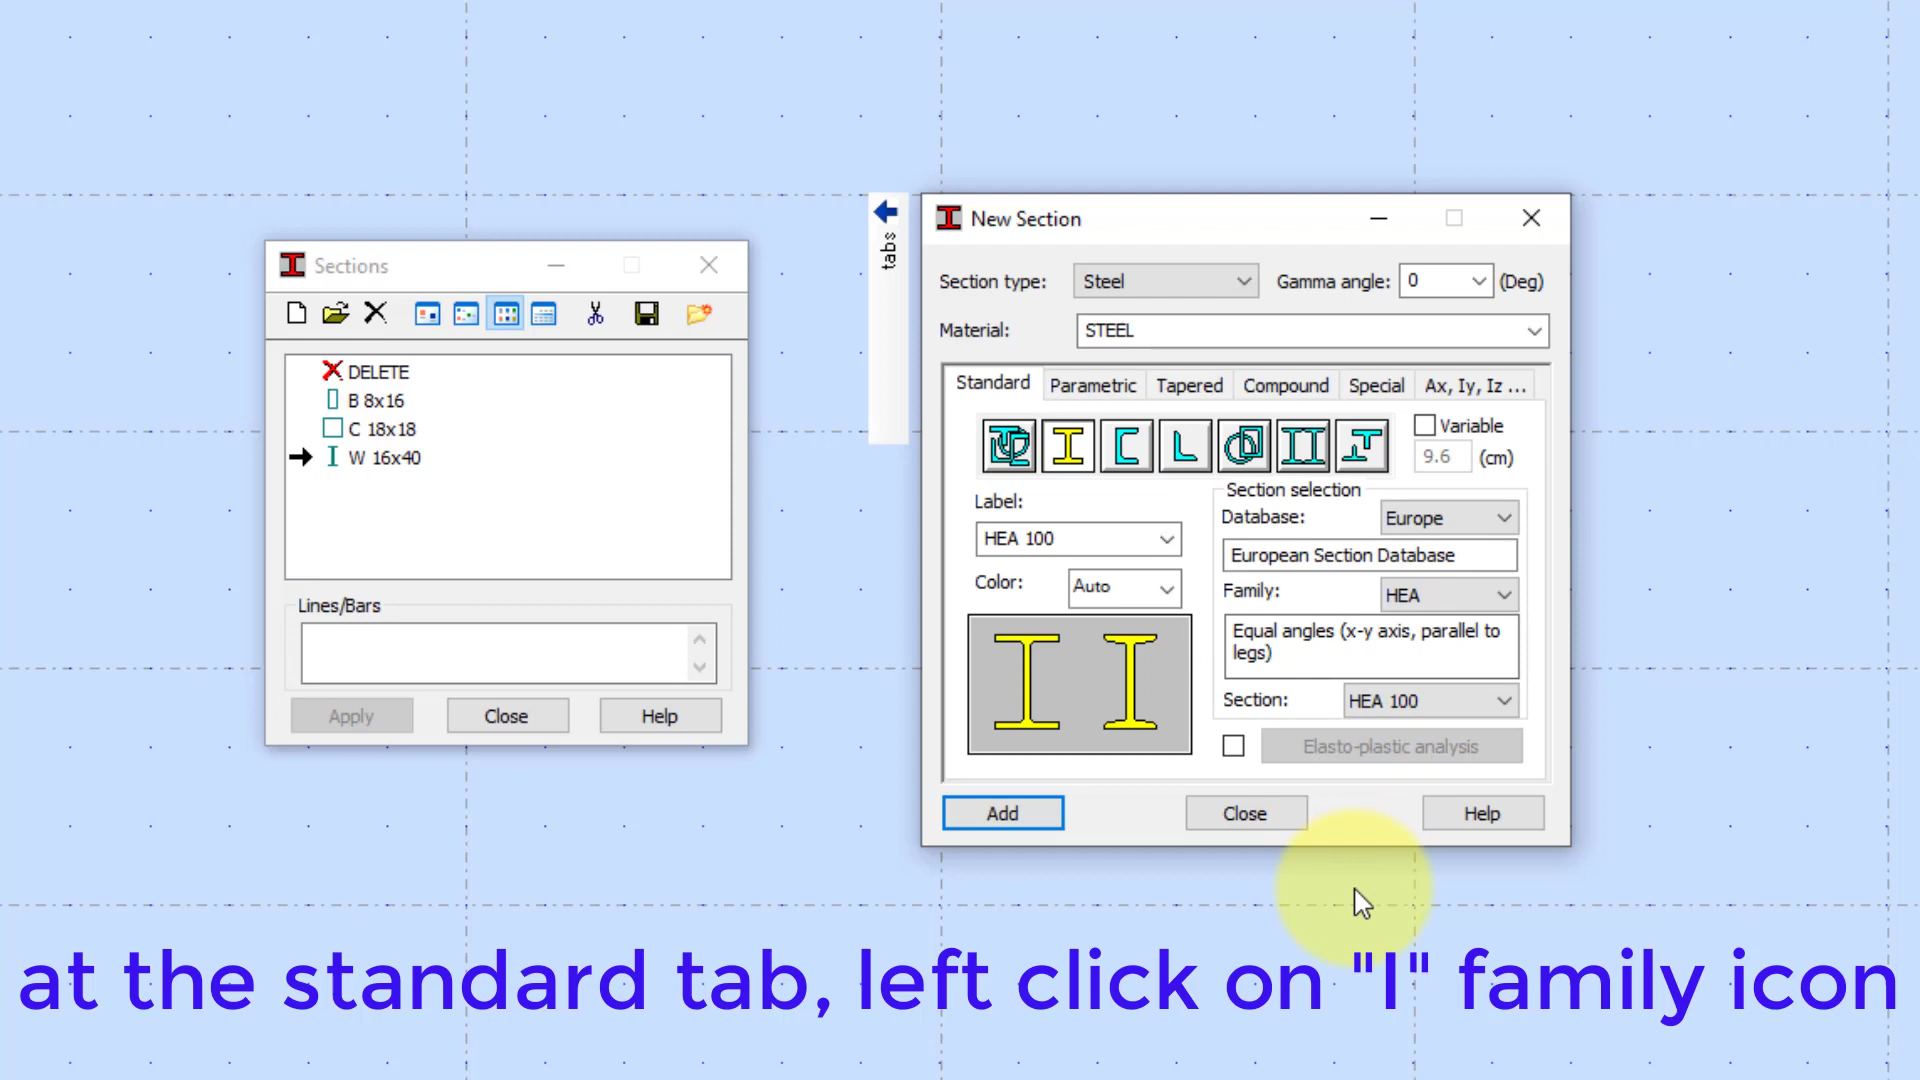 Sections
DELETE
B 8x16
C 18x18
W 16x40
Lines/Bars
Apply
Close
Help
tabs
New Section
Section type:
Steel
Gamma angle:
0
(Deg)
Material:
STEEL
Standard
Parametric
Tapered
Compound
Special
Ax, Iy, Iz ...
Variable
9.6
(cm)
Label:
HEA 100
Color:
Auto
Section selection
Database:
Europe
European Section Database
Family:
HEA
Equal angles (x-y axis, parallel to
legs)
Section:
HEA 100
Elasto-plastic analysis
Add
Close
Help
at the standard tab, left click on "I" family icon